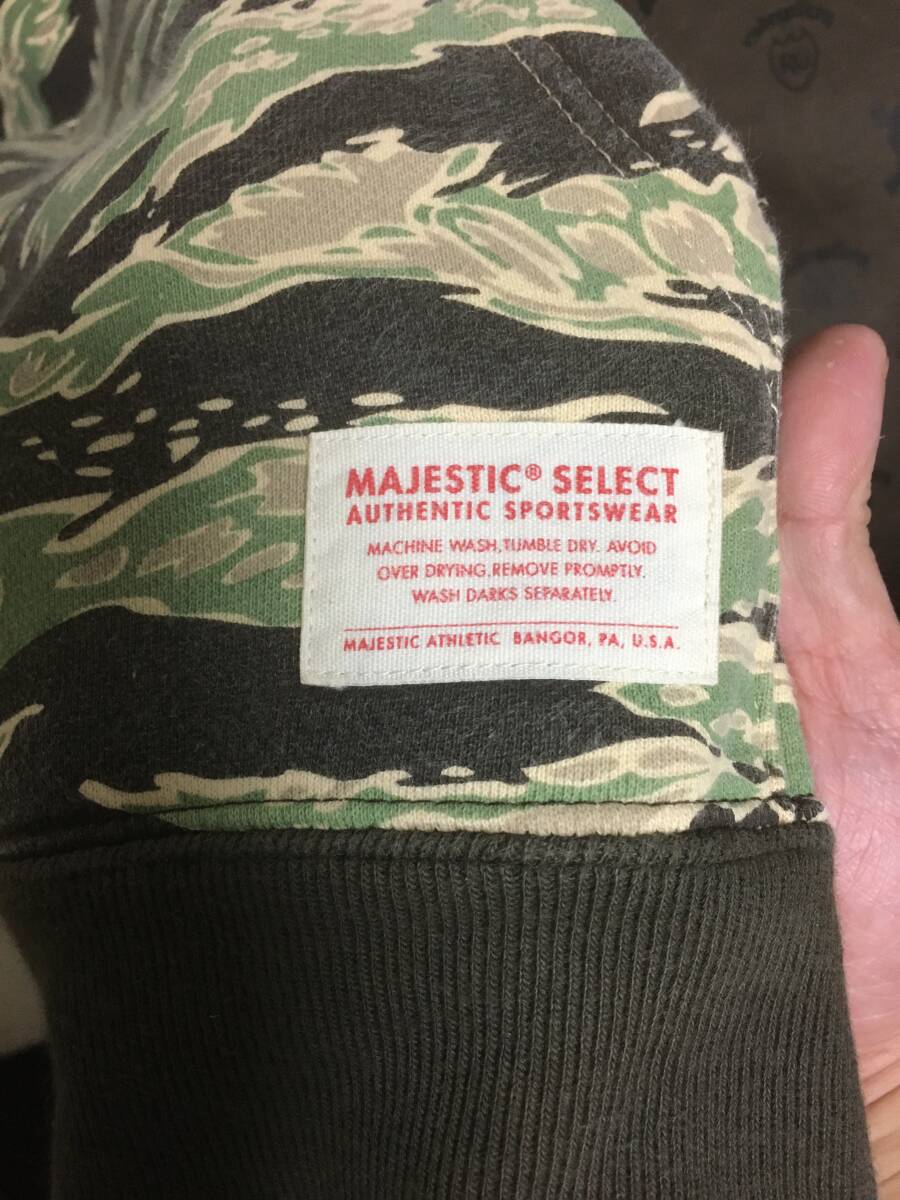 MAJESTIC® SELECT
AUTHENTIC SPORTSWEAR
MACHINE WASH,TUMBLE DRY. AVOID
OVER DRYING.REMOVE PROMPTLY.
WASH DARKS SEPARATELY.
MAJESTIC ATHLETIC BANGOR, PA, U.S.A.